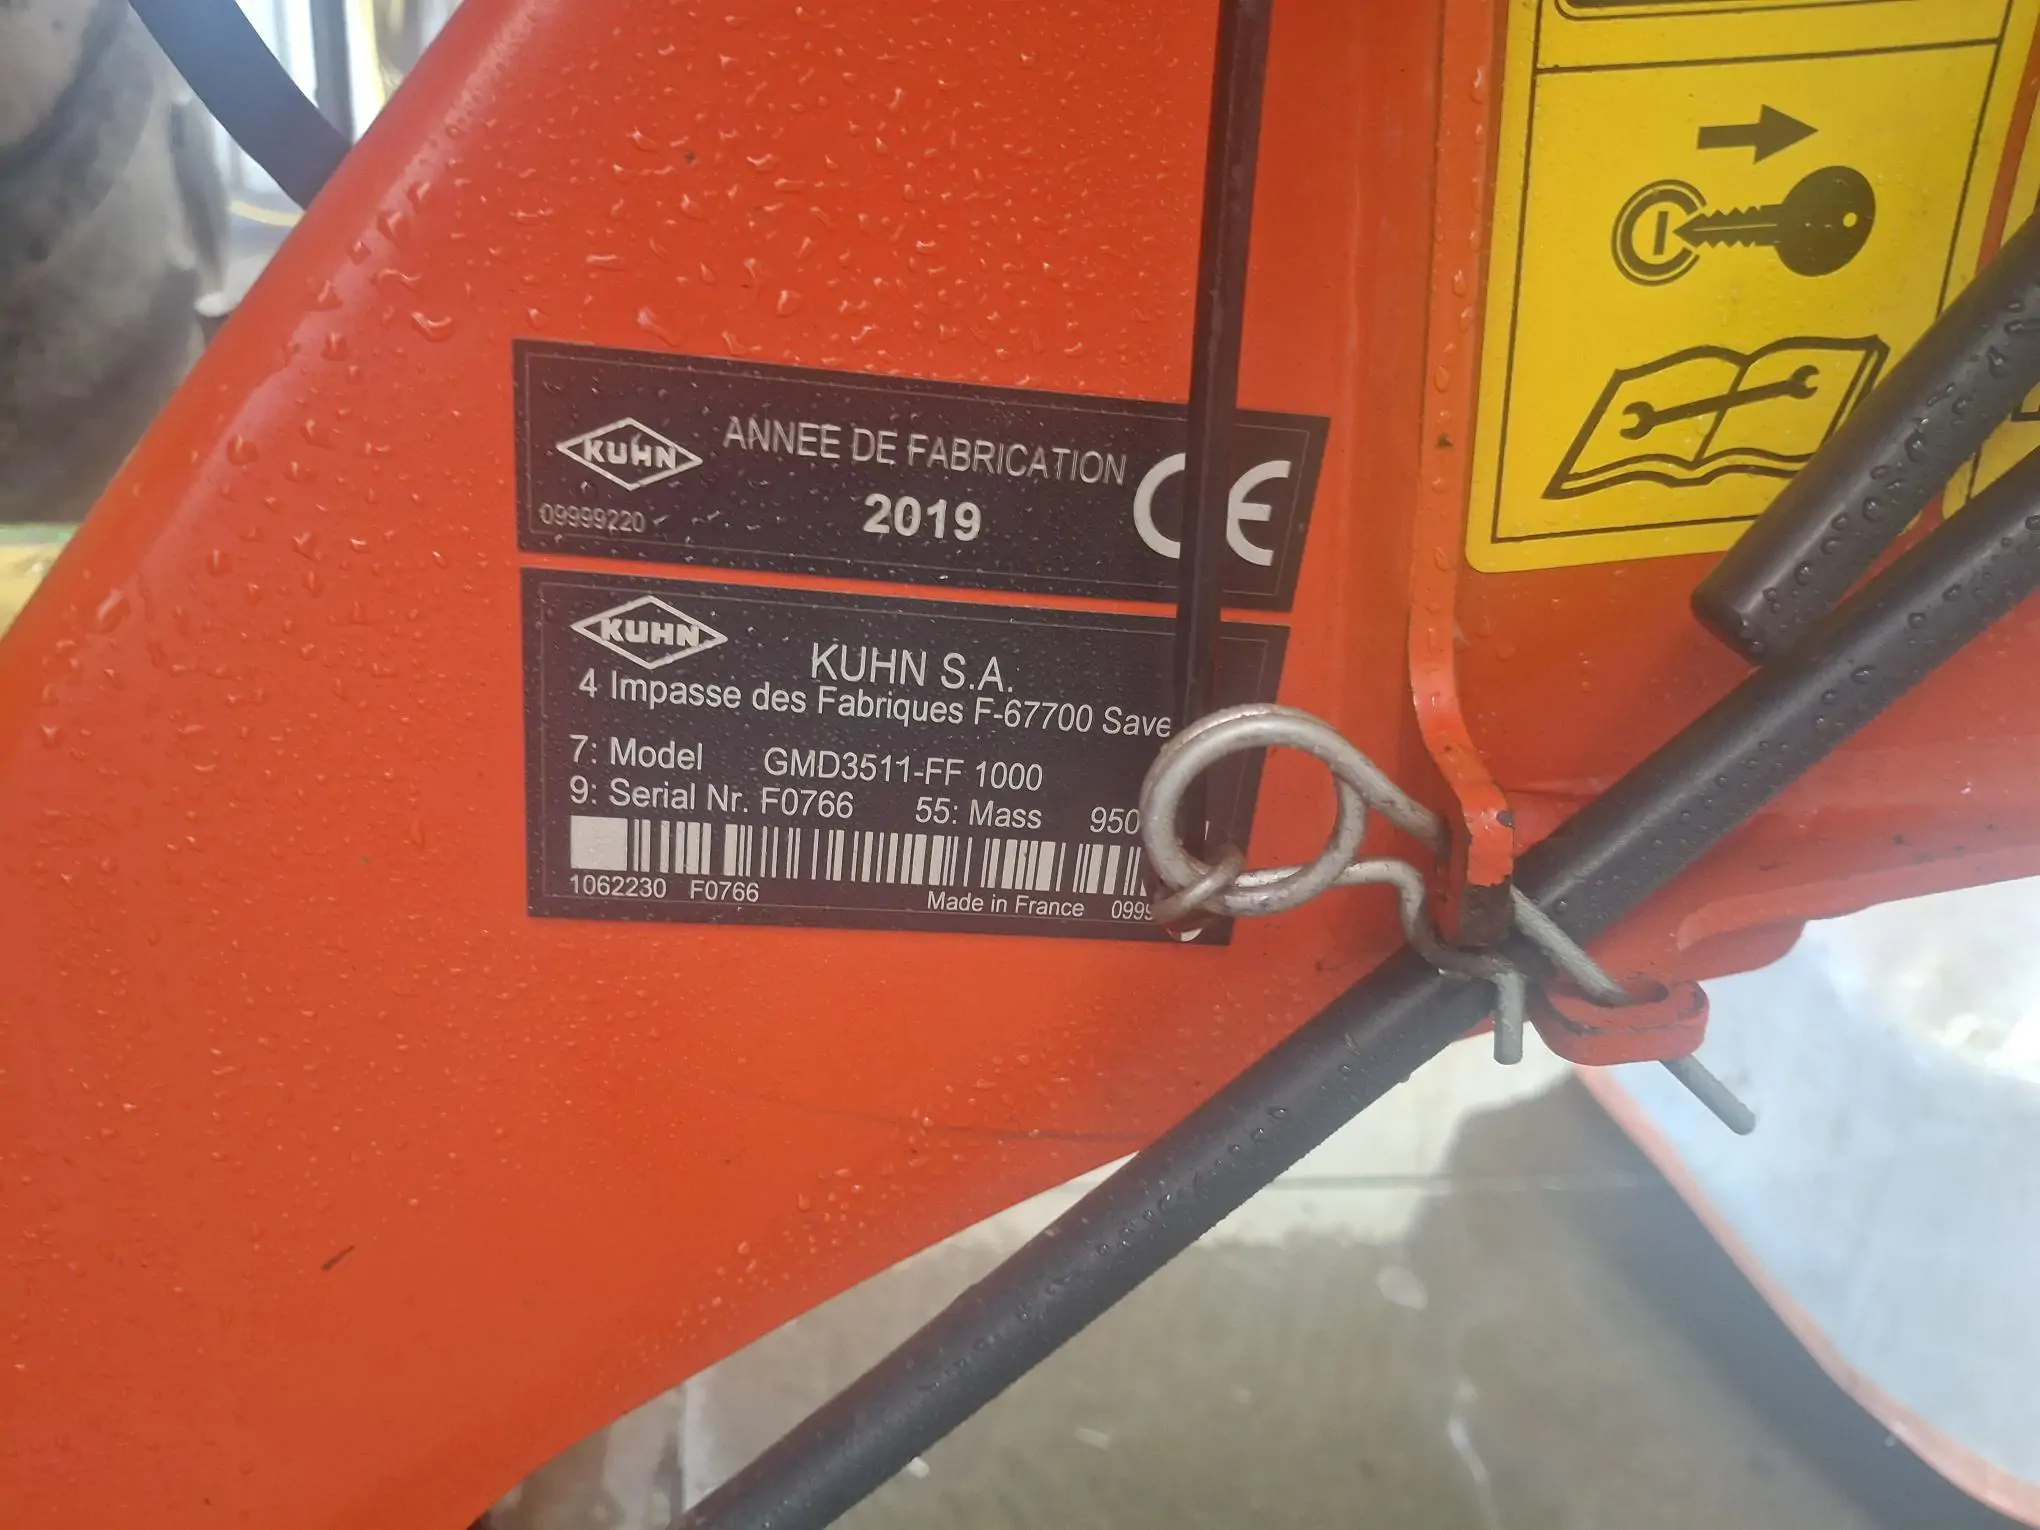 KUHN
ANNEE DE FABRICATION
2019
CE
09999220
KUHN
KUHN S.A.
4 Impasse des Fabriques F-67700 Save
7: Model GMD3511-FF 1000
9: Serial Nr. F0766 55: Mass 950
1062230 F0766 Made in France 0999